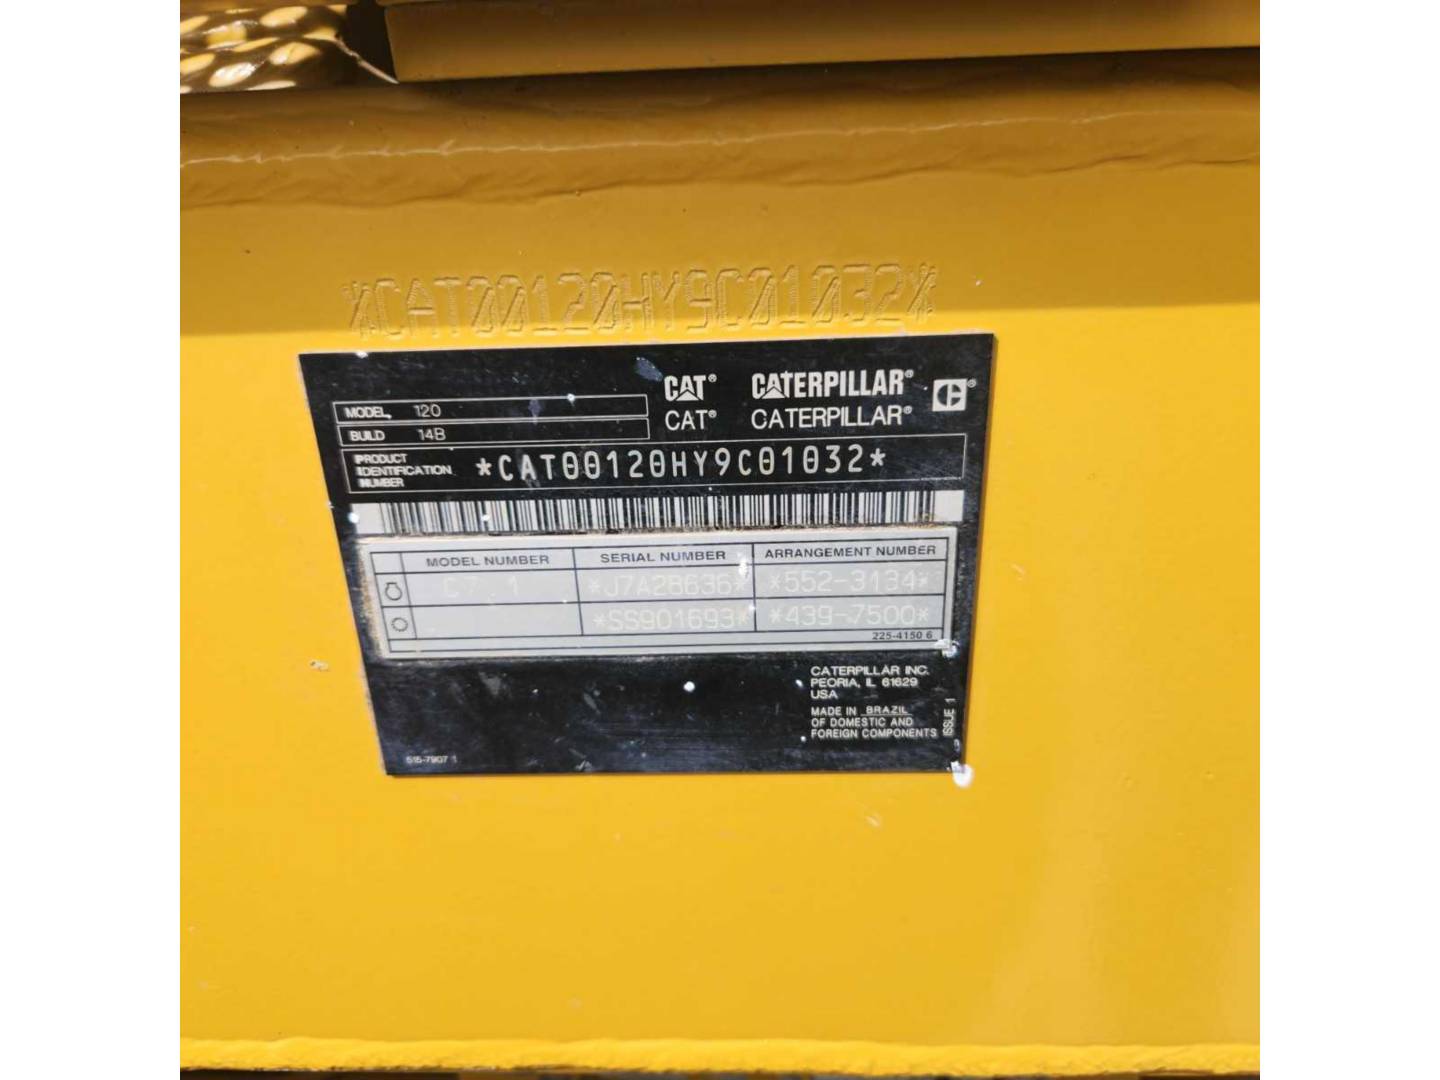 *CAT00120HY9C01032*
CAT® CATERPILLAR®
CAT® CATERPILLAR®
MODEL 120
BUILD 14B
PRODUCT IDENTIFICATION NUMBER *CAT00120HY9C01032*
MODEL NUMBER SERIAL NUMBER ARRANGEMENT NUMBER
C7.1 *J7A28636* *552-3134*
*SS901693* *439-7500*
225-4150 6
CATERPILLAR INC.
PEORIA, IL 61629
USA
MADE IN BRAZIL
OF DOMESTIC AND
FOREIGN COMPONENTS
ISSUE 1
515-7907 1